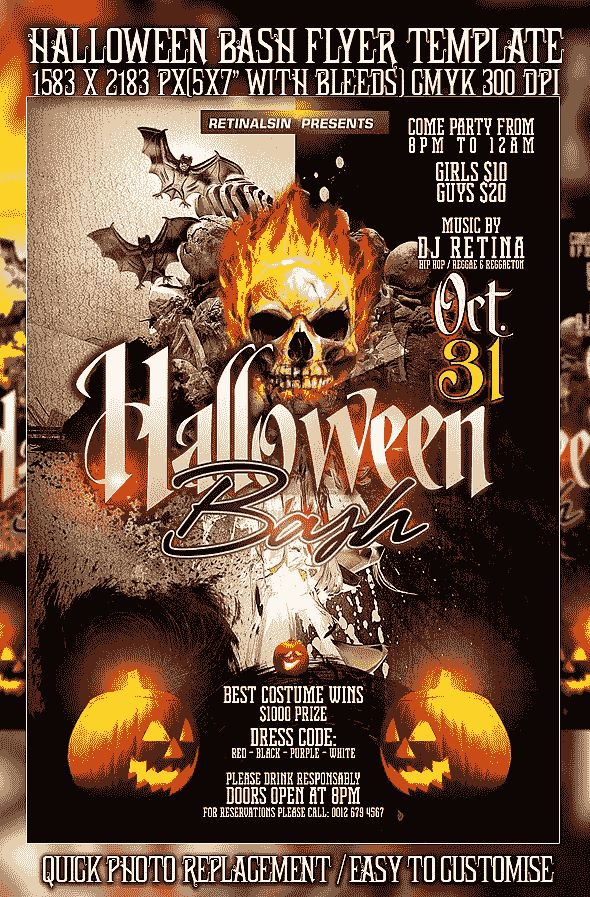 HALLOWEEN BASH FLYER TEMPLATE
1583 X 2183 PX(5X7" WITH BLEEDS) CMYK 300 DPI
RETINALSIN PRESENTS
COME PARTY FROM
8PM TO 12AM
GIRLS $10
GUYS $20
MUSIC BY
DJ RETINA
HIP HOP / REGGAE & REGGAETON
Oct.
31
Halloween
Bash
BEST COSTUME WINS
$1000 PRIZE
DRESS CODE:
RED - BLACK - PURPLE - WHITE
PLEASE DRINK RESPONSABLY
DOORS OPEN AT 8PM
FOR RESERVATIONS PLEASE CALL: 0012 679 4567
QUICK PHOTO REPLACEMENT / EASY TO CUSTOMISE